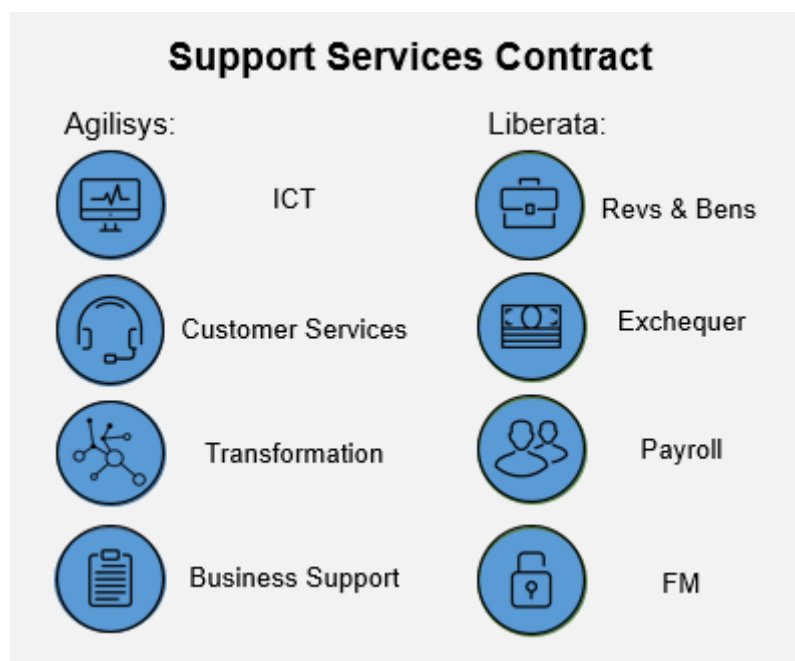 Support Services Contract
Agilisys:
ICT
Customer Services
Transformation
Business Support
Liberata:
Revs & Bens
Exchequer
Payroll
FM